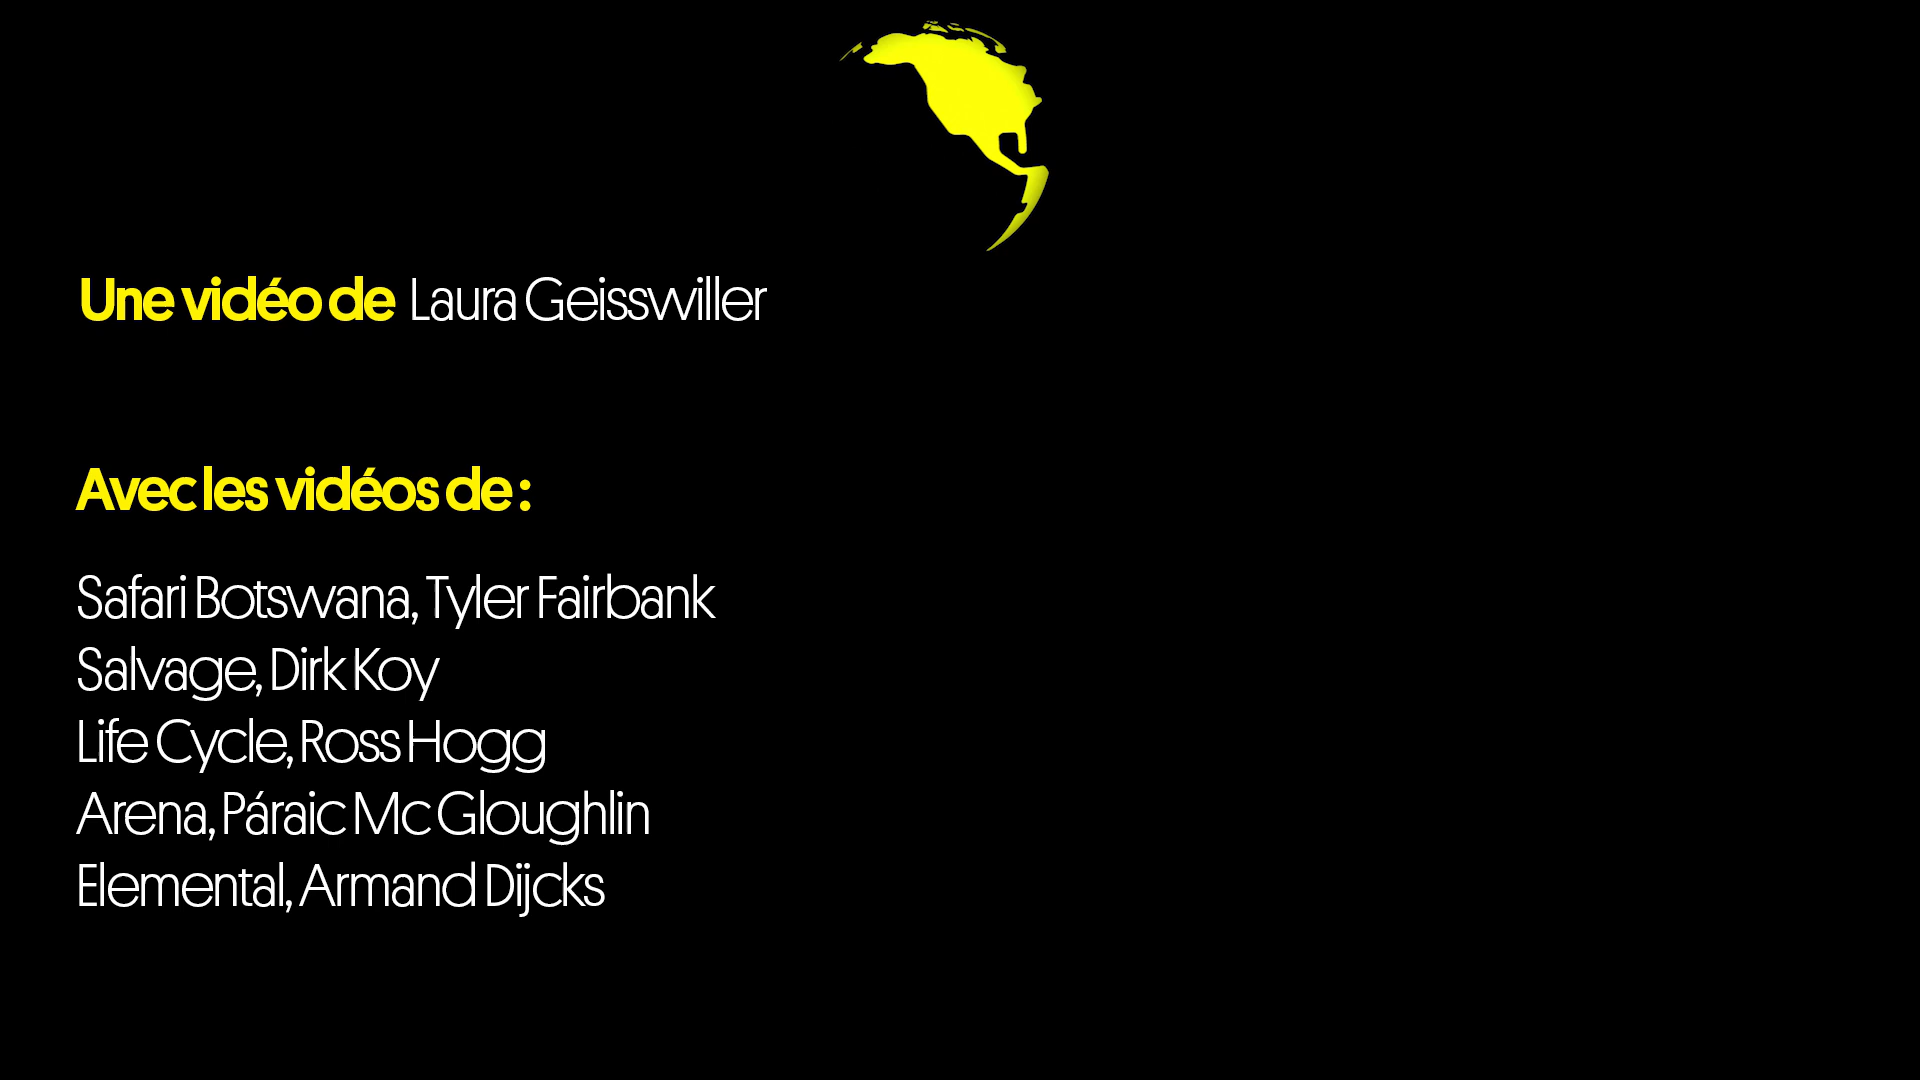 Une vidéo de Laura Geisswiller
Avec les vidéos de :
Safari Botswana, Tyler Fairbank
Salvage, Dirk Koy
Life Cycle, Ross Hogg
Arena, Páraic Mc Gloughlin
Elemental, Armand Dijcks